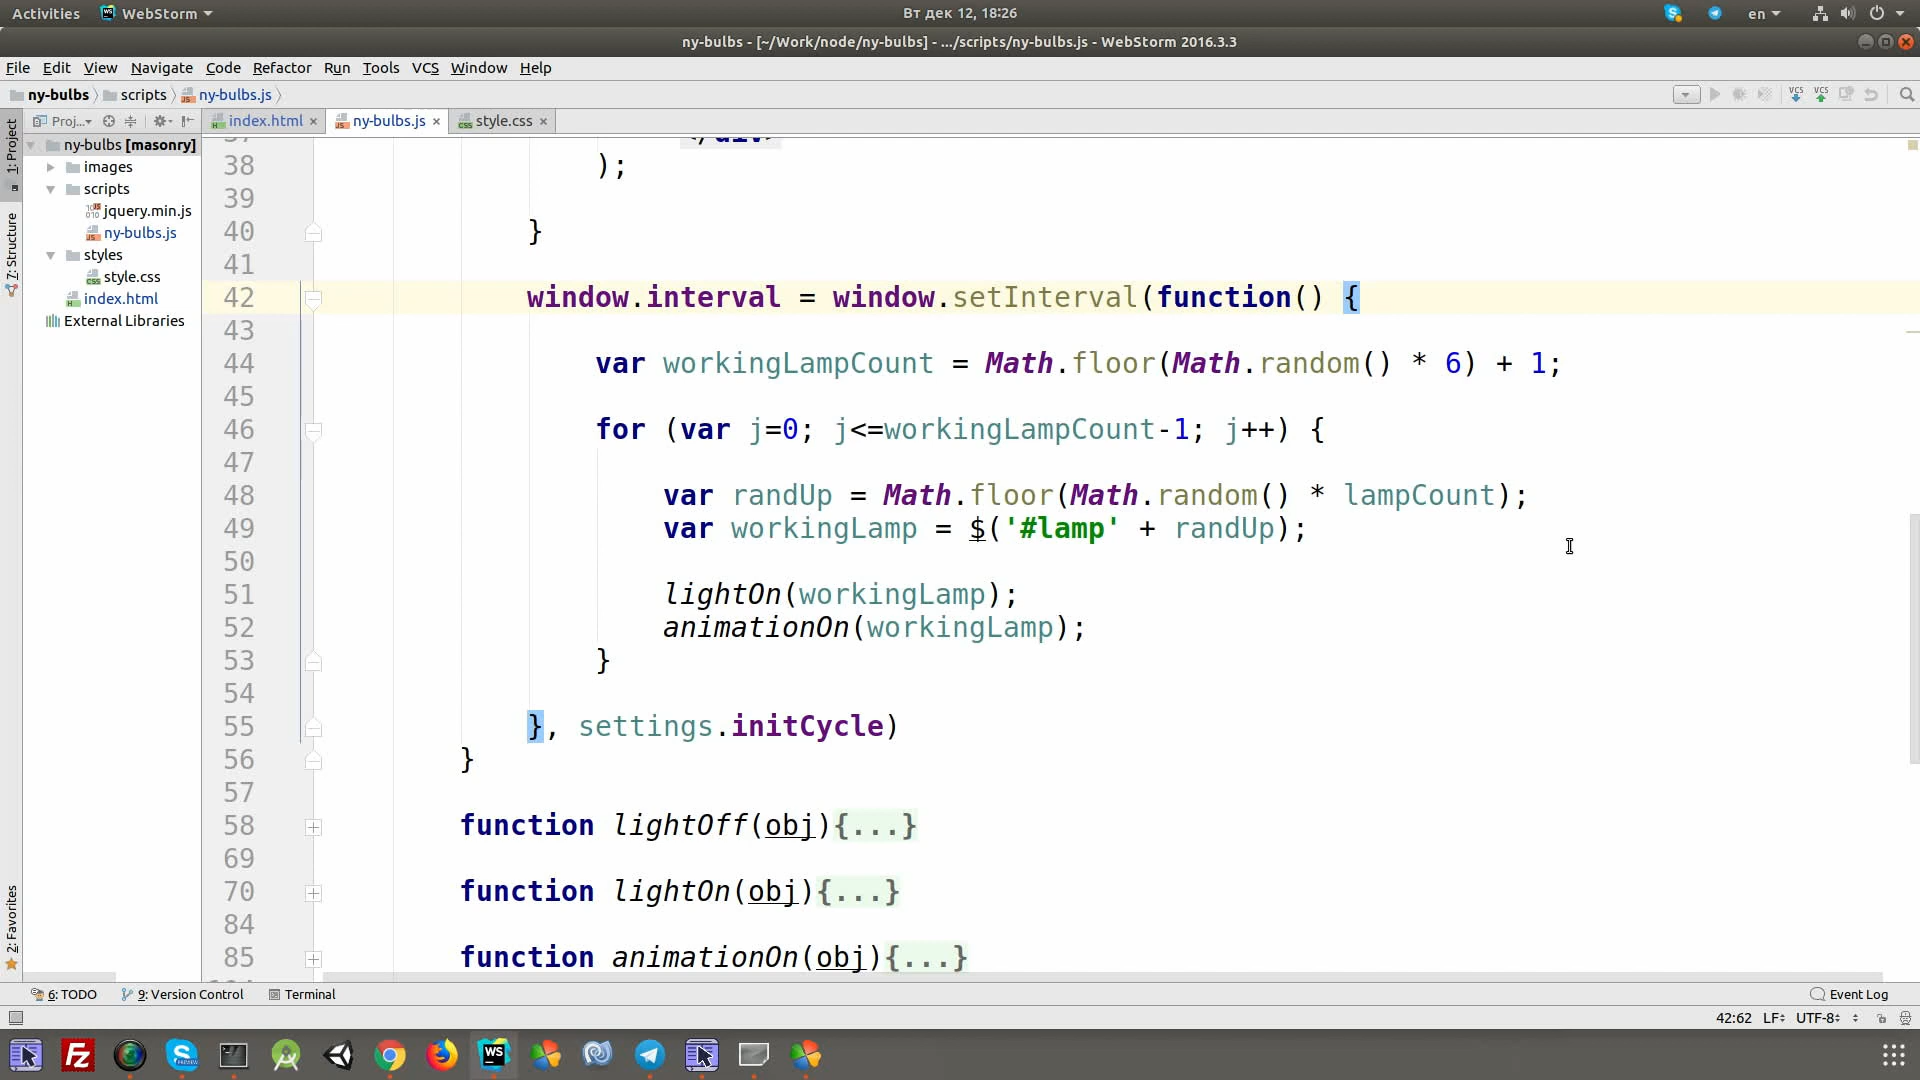 Activities WebStorm Вт дек 12, 18:26 en
ny-bulbs - [~/Work/node/ny-bulbs] - .../scripts/ny-bulbs.js - WebStorm 2016.3.3
File Edit View Navigate Code Refactor Run Tools VCS Window Help
ny-bulbs scripts ny-bulbs.js VCS VCS
1: Project
7: Structure
2: Favorites
Proj...
ny-bulbs [masonry]
images
scripts
jquery.min.js
ny-bulbs.js
styles
style.css
index.html
External Libraries
index.html ny-bulbs.js style.css
37 </div>
38 );
39
40 }
41
42 window.interval = window.setInterval(function() {
43
44 var workingLampCount = Math.floor(Math.random() * 6) + 1;
45
46 for (var j=0; j<=workingLampCount-1; j++) {
47
48 var randUp = Math.floor(Math.random() * lampCount);
49 var workingLamp = $('#lamp' + randUp);
50
51 lightOn(workingLamp);
52 animationOn(workingLamp);
53 }
54
55 }, settings.initCycle)
56 }
57
58 function lightOff(obj){...}
69
70 function lightOn(obj){...}
84
85 function animationOn(obj){...}
6: TODO 9: Version Control Terminal Event Log
42:62 LF UTF-8